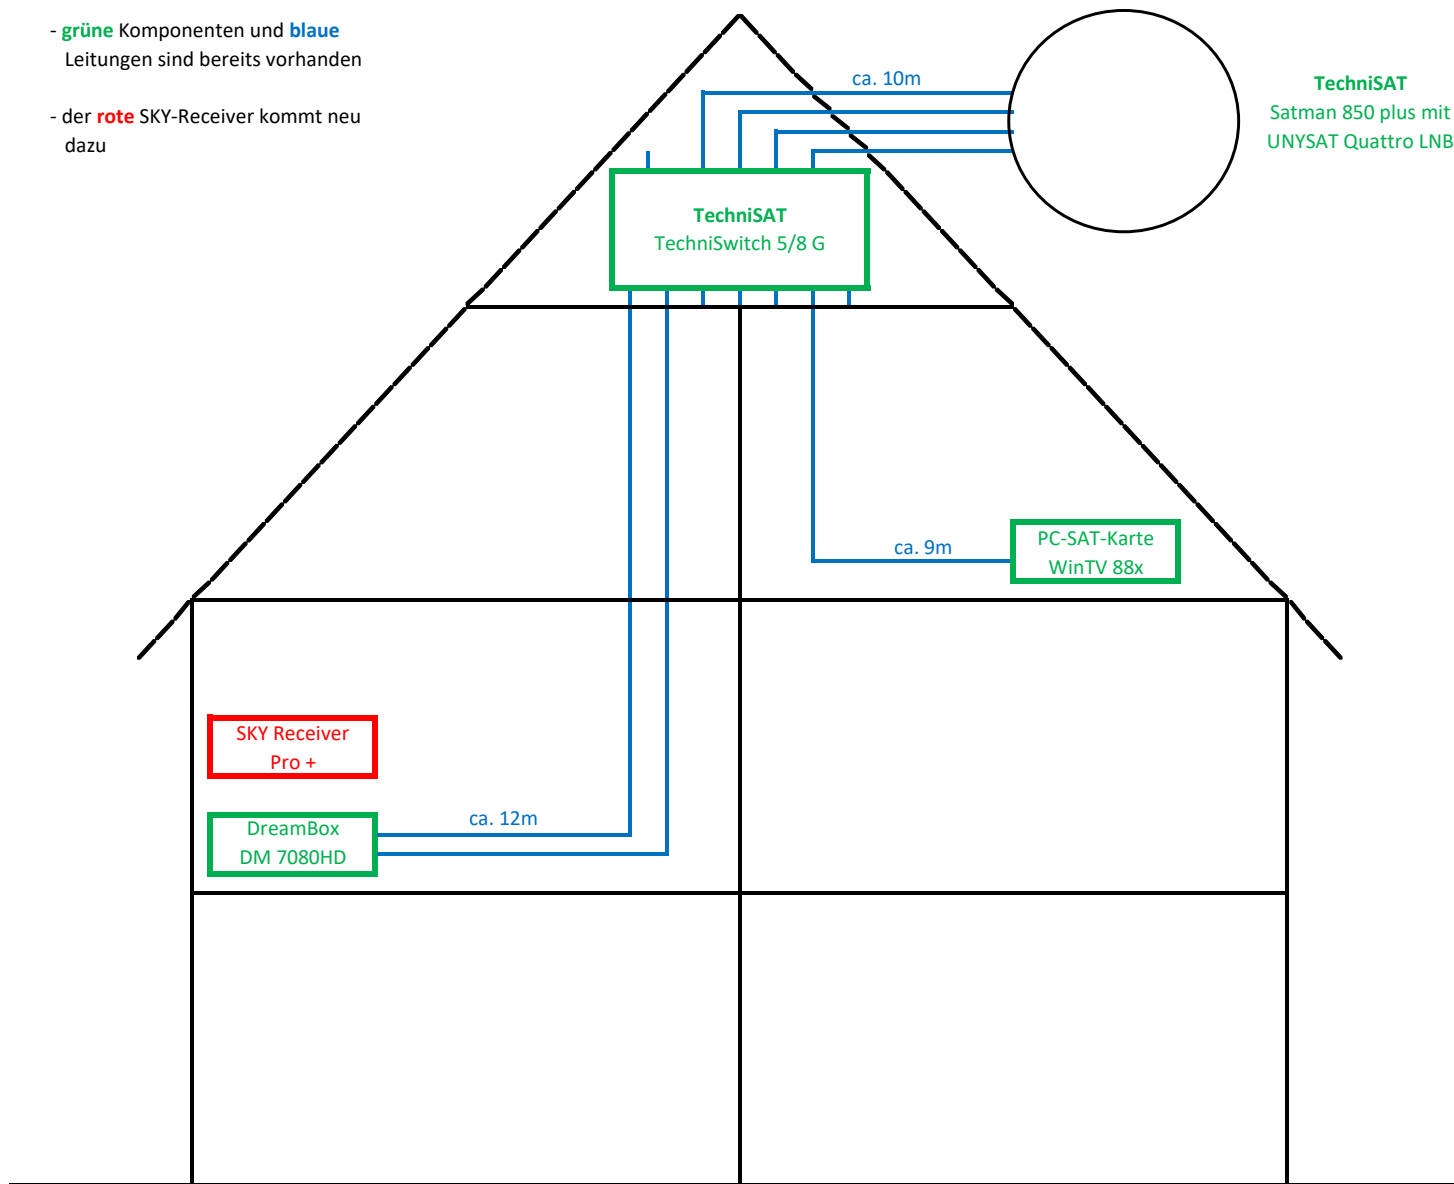 - grüne Komponenten und blaue
Leitungen sind bereits vorhanden
- der rote SKY-Receiver kommt neu
dazu
ca. 10m
TechniSAT
Satman 850 plus mit
UNYSAT Quattro LNB
TechniSAT
TechniSwitch 5/8 G
ca. 9m
PC-SAT-Karte
WinTV 88x
SKY Receiver
Pro +
ca. 12m
DreamBox
DM 7080HD